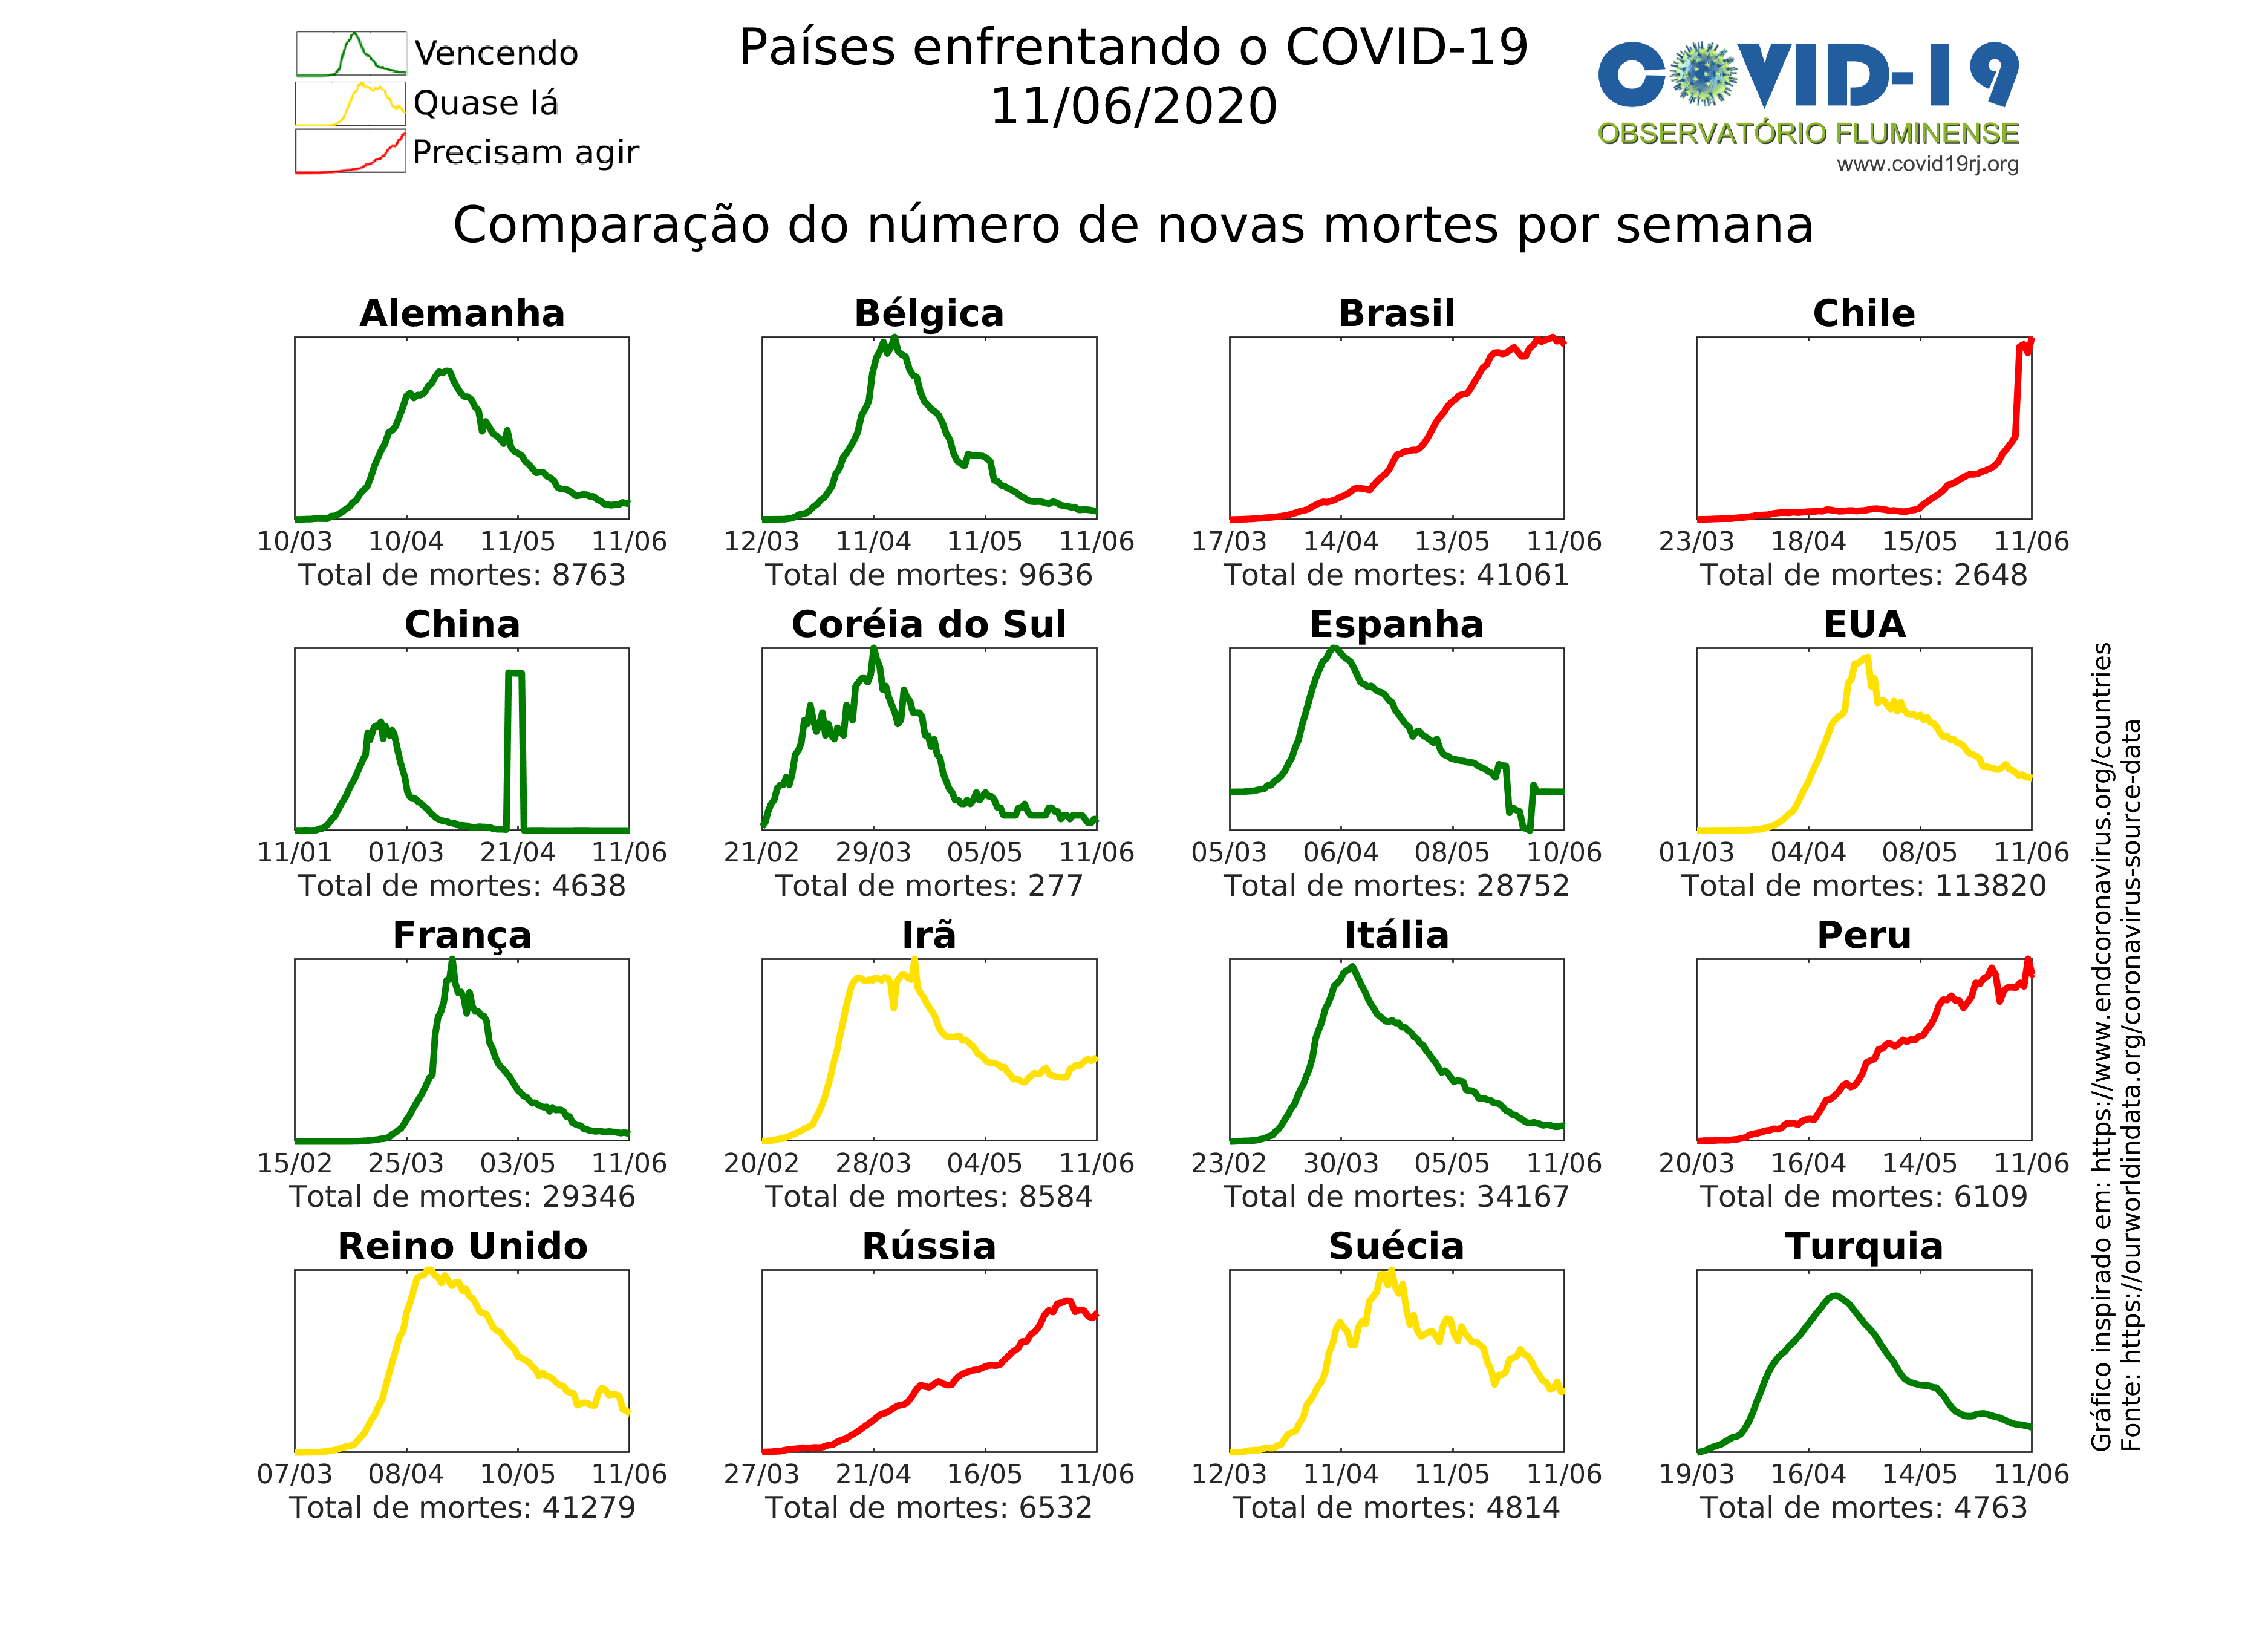 Vencendo
Quase lá
Precisam agir
Países enfrentando o COVID-19
11/06/2020
COVID-19
OBSERVATÓRIO FLUMINENSE
www.covid19rj.org
Comparação do número de novas mortes por semana
Alemanha
10/03 10/04 11/05 11/06
Total de mortes: 8763
Bélgica
12/03 11/04 11/05 11/06
Total de mortes: 9636
Brasil
17/03 14/04 13/05 11/06
Total de mortes: 41061
Chile
23/03 18/04 15/05 11/06
Total de mortes: 2648
China
11/01 01/03 21/04 11/06
Total de mortes: 4638
Coréia do Sul
21/02 29/03 05/05 11/06
Total de mortes: 277
Espanha
05/03 06/04 08/05 10/06
Total de mortes: 28752
EUA
01/03 04/04 08/05 11/06
Total de mortes: 113820
França
15/02 25/03 03/05 11/06
Total de mortes: 29346
Irã
20/02 28/03 04/05 11/06
Total de mortes: 8584
Itália
23/02 30/03 05/05 11/06
Total de mortes: 34167
Peru
20/03 16/04 14/05 11/06
Total de mortes: 6109
Reino Unido
07/03 08/04 10/05 11/06
Total de mortes: 41279
Rússia
27/03 21/04 16/05 11/06
Total de mortes: 6532
Suécia
12/03 11/04 11/05 11/06
Total de mortes: 4814
Turquia
19/03 16/04 14/05 11/06
Total de mortes: 4763
Gráfico inspirado em: https://www.endcoronavirus.org/countries
Fonte: https://ourworldindata.org/coronavirus-source-data